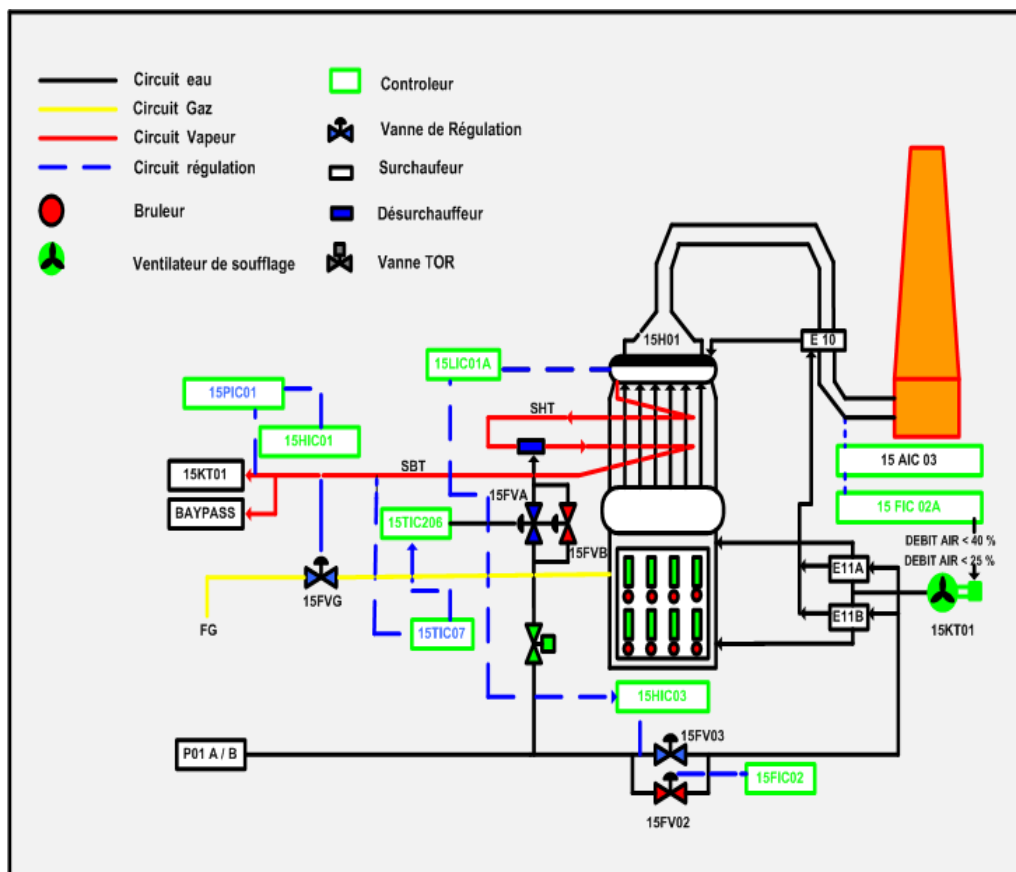 Circuit eau
Circuit Gaz
Circuit Vapeur
Circuit régulation
Bruleur
Ventilateur de soufflage
Controleur
Vanne de Régulation
Surchaufeur
Désurchauffeur
Vanne TOR
15H01
E 10
15LIC01A
15PIC01
15HIC01
SHT
SBT
15KT01
BAYPASS
15FVA
15TIC206
15FVB
15 AIC 03
15 FIC 02A
DEBIT AIR < 40 %
DEBIT AIR < 25 %
E11A
E11B
15KT01
15FVG
FG
15TIC07
15HIC03
P01 A / B
15FV03
15FIC02
15FV02